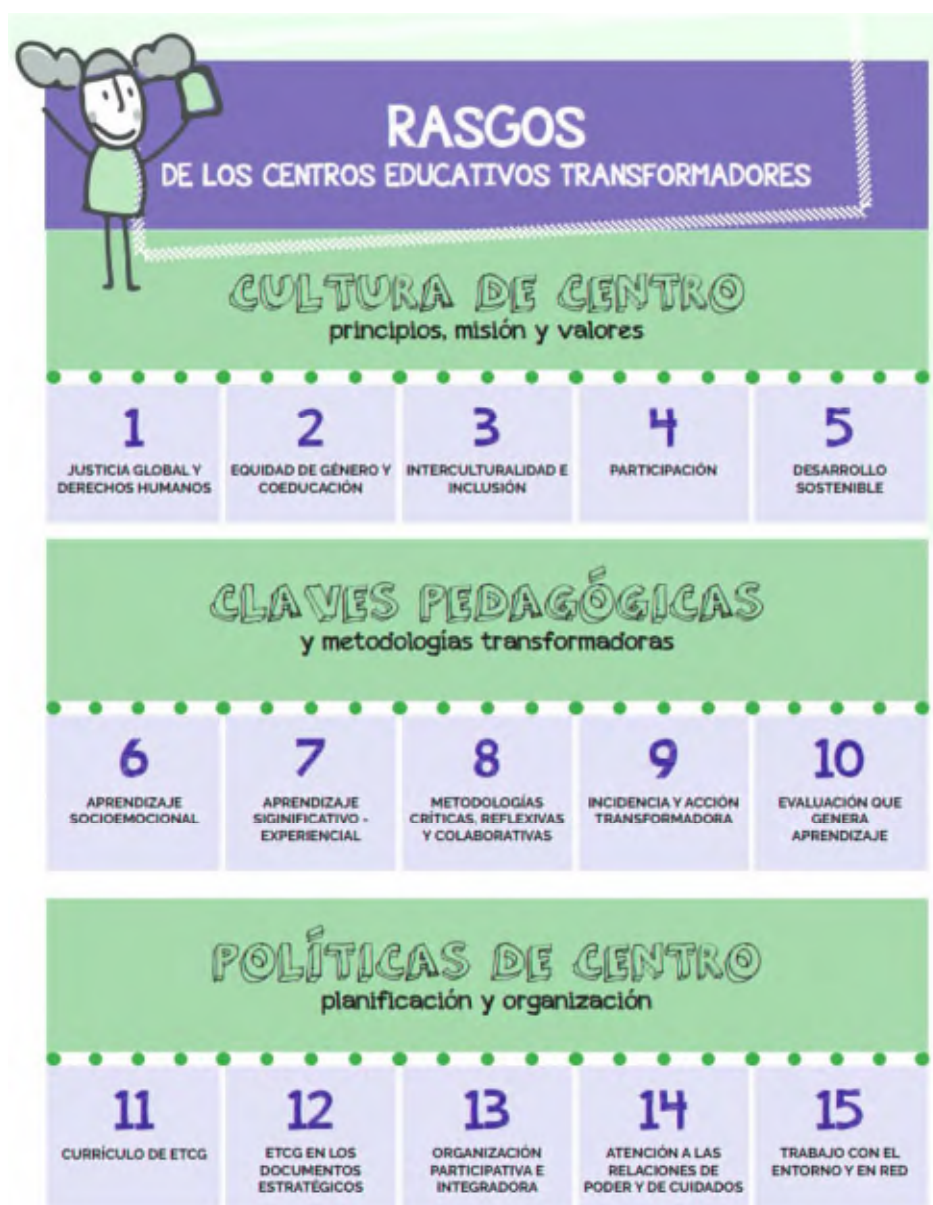 RASGOS
DE LOS CENTROS EDUCATIVOS TRANSFORMADORES
CULTURA DE CENTRO
principios, misión y valores
1
JUSTICIA GLOBAL Y
DERECHOS HUMANOS
2
EQUIDAD DE GÉNERO Y
COEDUCACIÓN
3
INTERCULTURALIDAD E
INCLUSIÓN
4
PARTICIPACIÓN
5
DESARROLLO
SOSTENIBLE
CLAVES PEDAGÓGICAS
y metodologías transformadoras
6
APRENDIZAJE
SOCIOEMOCIONAL
7
APRENDIZAJE
SIGINIFICATIVO -
EXPERIENCIAL
8
METODOLOGÍAS
CRÍTICAS, REFLEXIVAS
Y COLABORATIVAS
9
INCIDENCIA Y ACCIÓN
TRANSFORMADORA
10
EVALUACIÓN QUE
GENERA
APRENDIZAJE
POLÍTICAS DE CENTRO
planificación y organización
11
CURRÍCULO DE ETCG
12
ETCG EN LOS
DOCUMENTOS
ESTRATÉGICOS
13
ORGANIZACIÓN
PARTICIPATIVA E
INTEGRADORA
14
ATENCIÓN A LAS
RELACIONES DE
PODER Y DE CUIDADOS
15
TRABAJO CON EL
ENTORNO Y EN RED